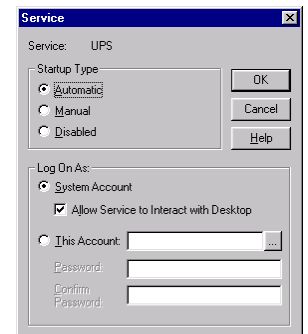 Service
Service: UPS
Startup Type
Automatic
Manual
Disabled
OK
Cancel
Help
Log On As:
System Account
Allow Service to Interact with Desktop
This Account:
...
Password:
Confirm
Password: